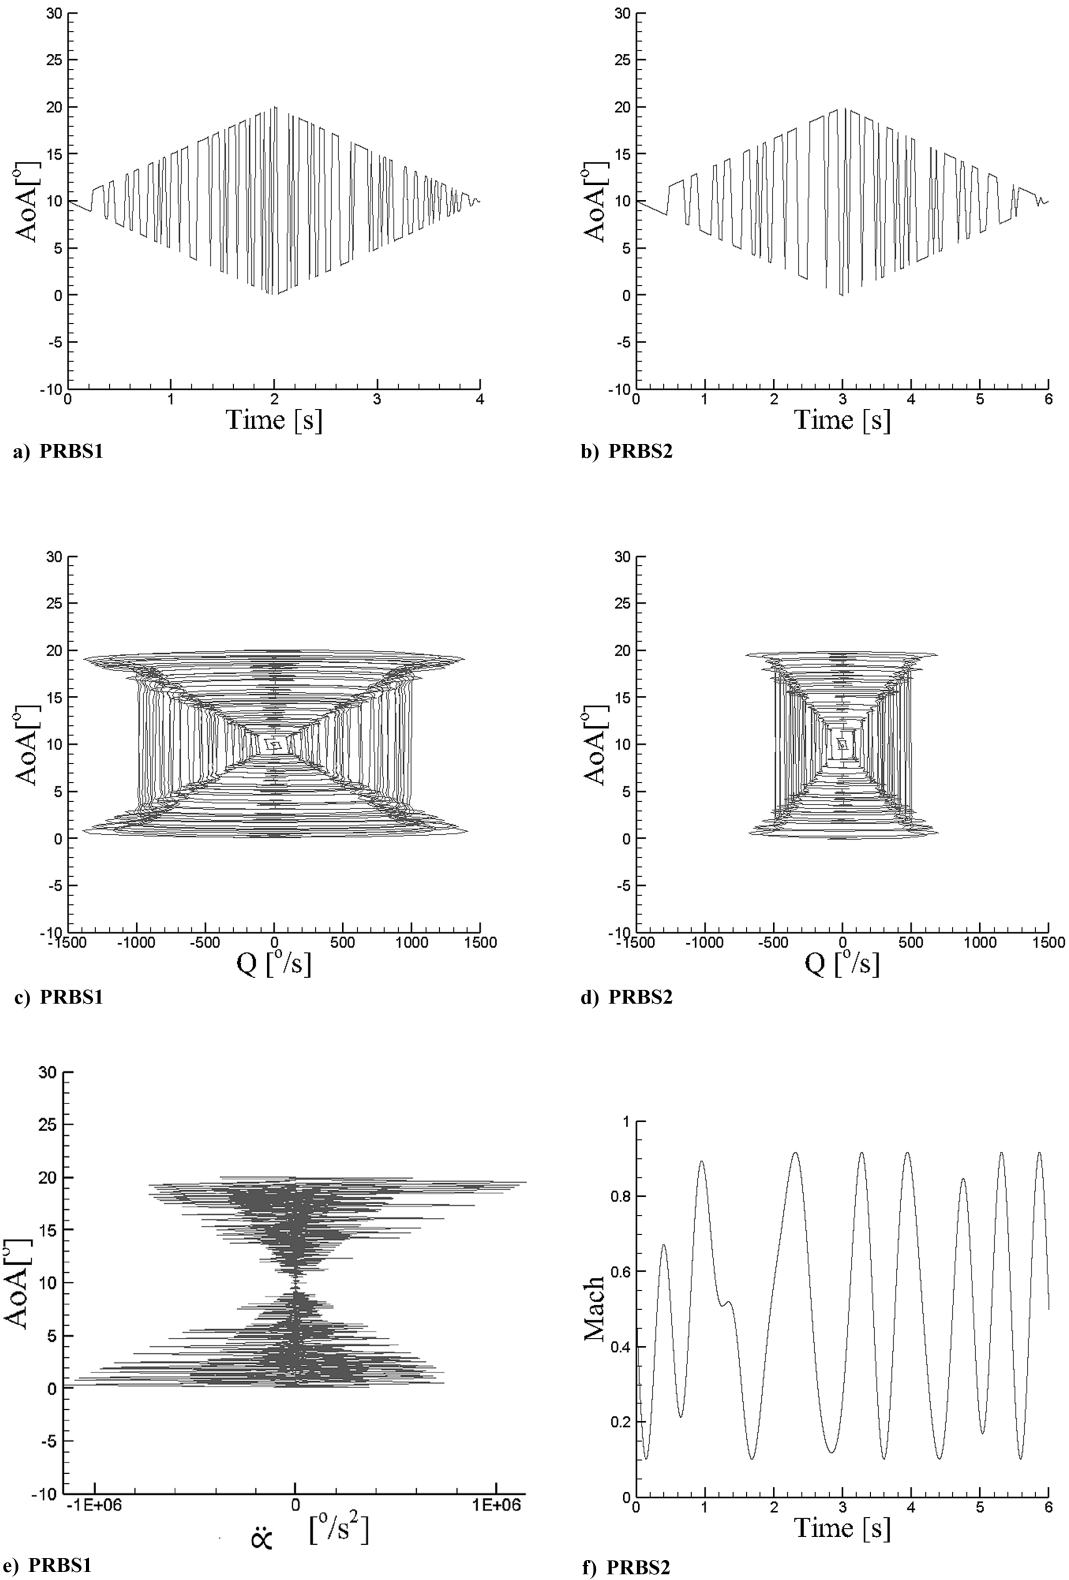 30
25
20
15
10
5
0
-5
-10
AoA[°]
0 1 2 3 4
Time [s]
a) PRBS1
30
25
20
15
10
5
0
-5
-10
AoA[°]
0 1 2 3 4 5 6
Time [s]
b) PRBS2
30
25
20
15
10
5
0
-5
-10
AoA[°]
-1500 -1000 -500 0 500 1000 1500
Q [°/s]
c) PRBS1
30
25
20
15
10
5
0
-5
-10
AoA[°]
-1500 -1000 -500 0 500 1000 1500
Q [°/s]
d) PRBS2
30
25
20
15
10
5
0
-5
-10
AoA[°]
-1E+06 0 1E+06
α̈ [°/s²]
e) PRBS1
1
0.8
0.6
0.4
0.2
0
Mach
0 1 2 3 4 5 6
Time [s]
f) PRBS2